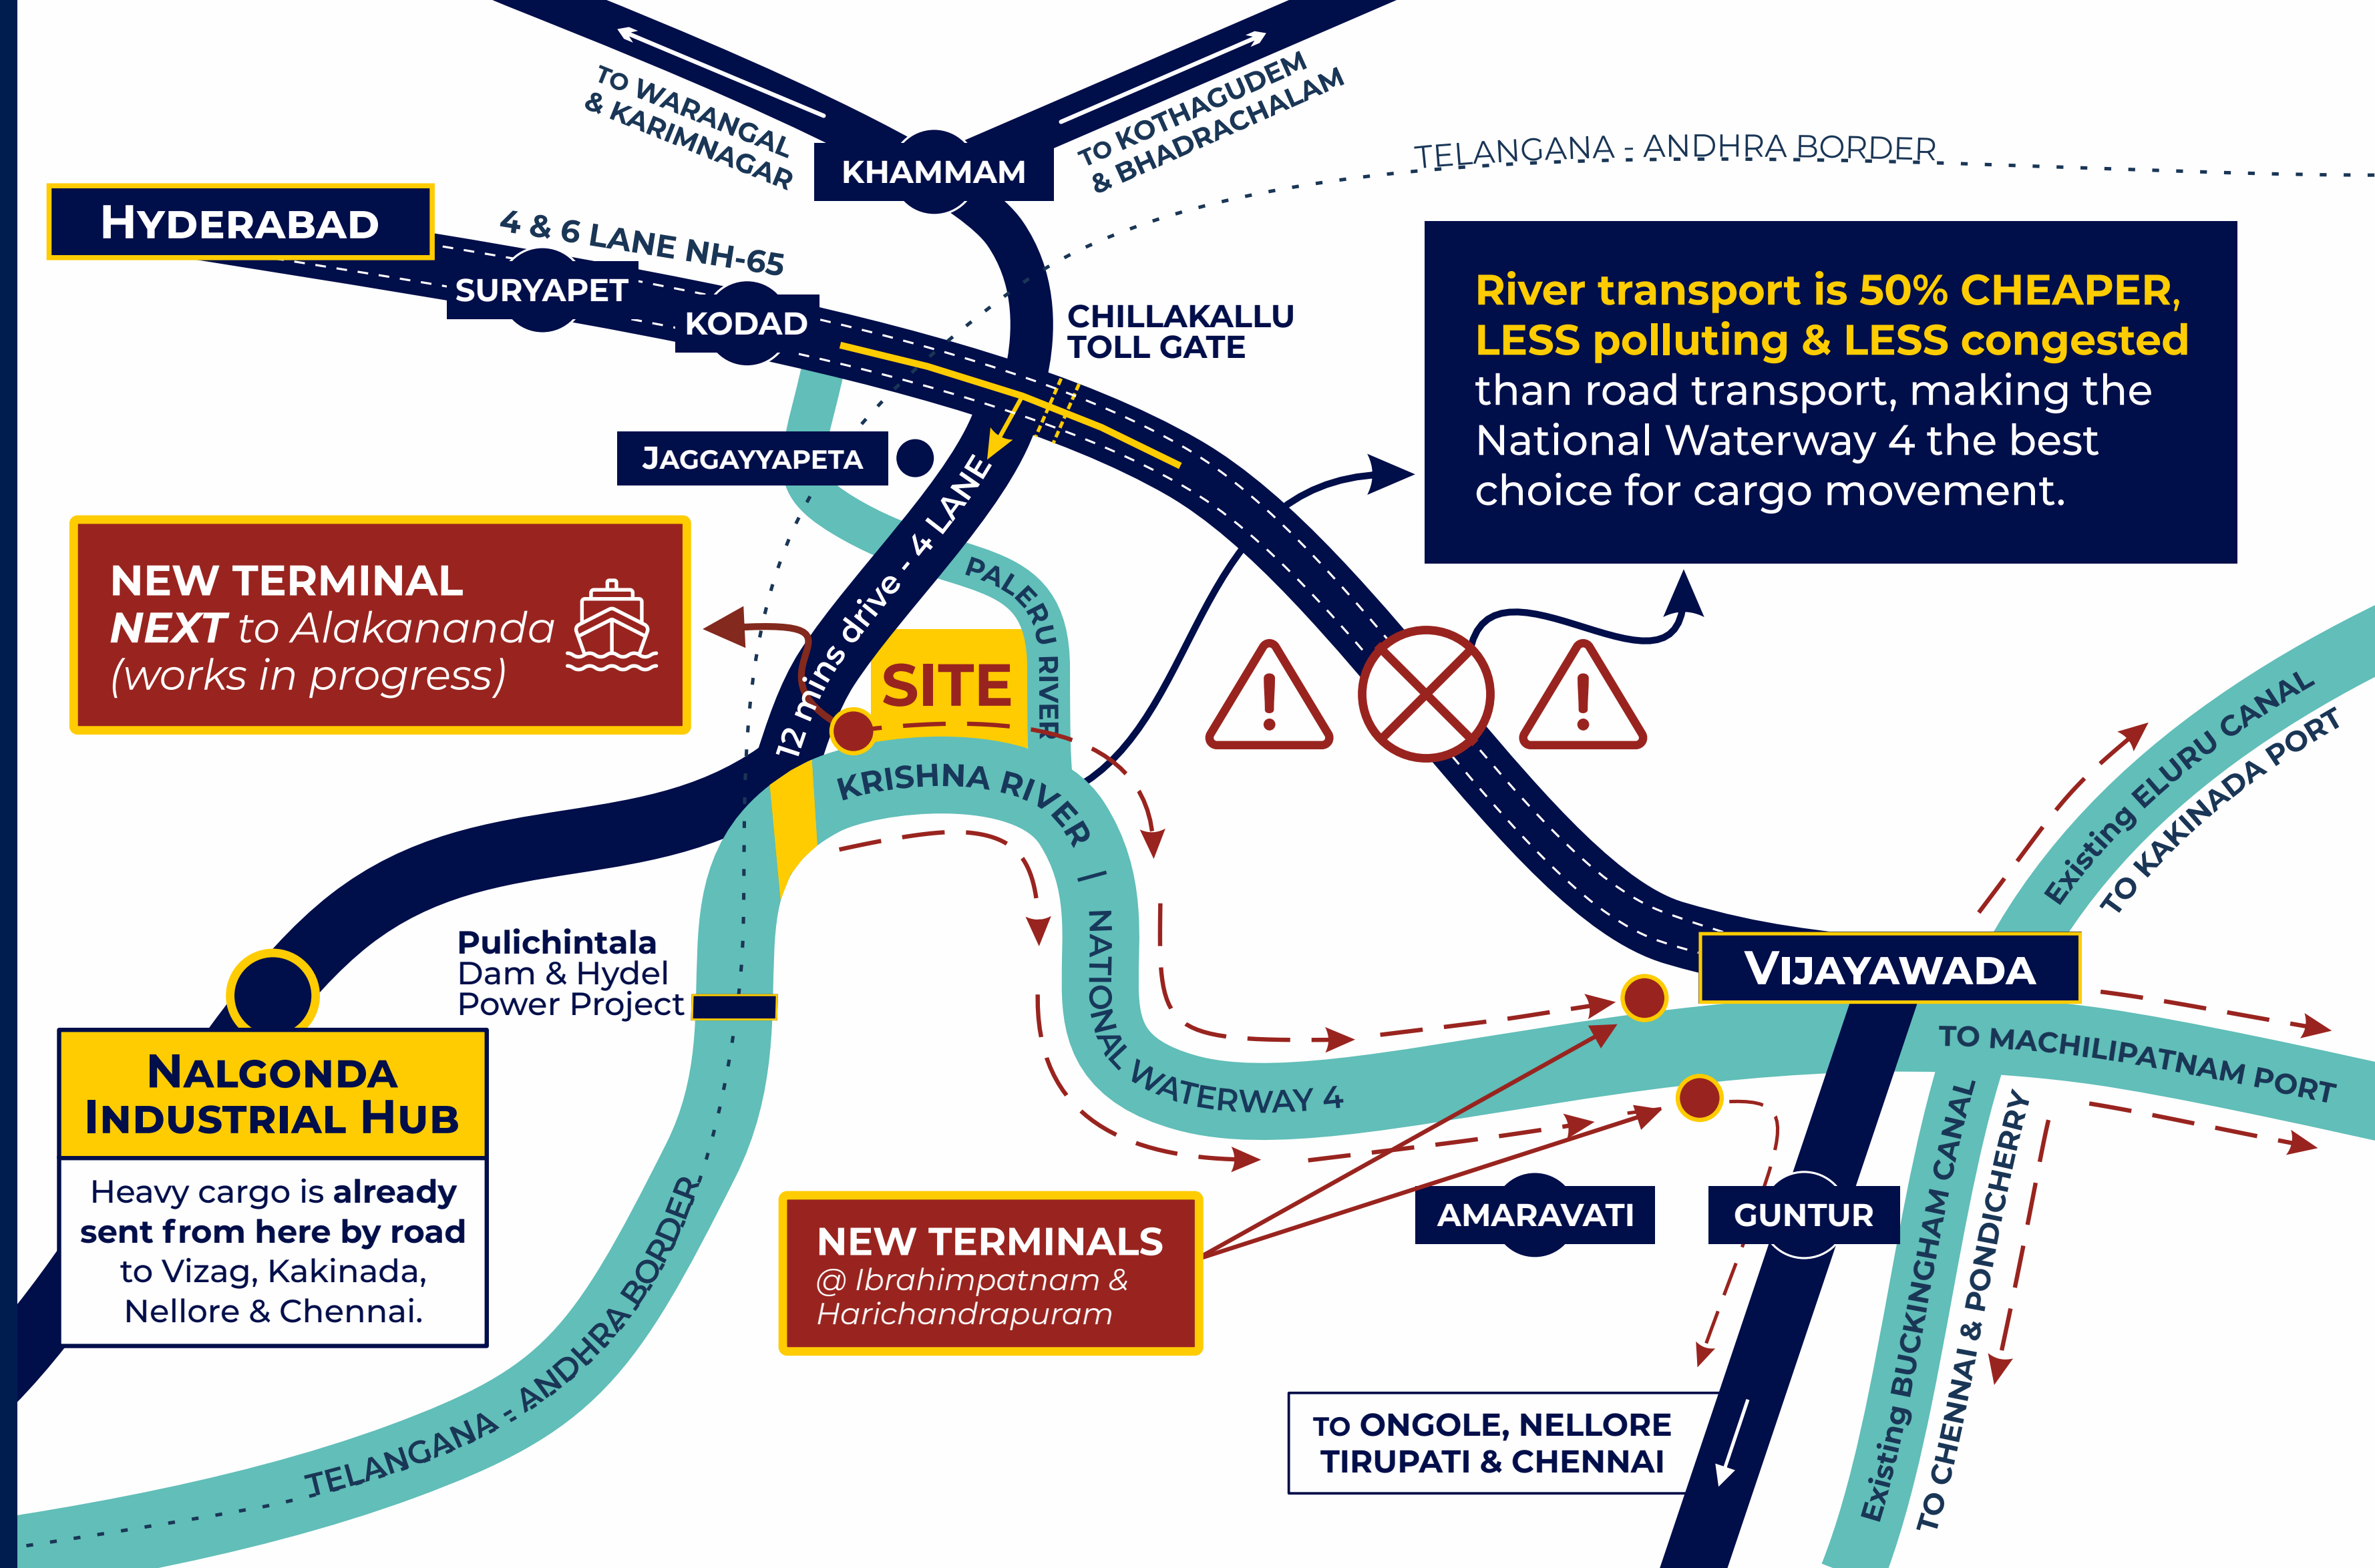 TO WARANGAL
& KARIMNAGAR
TO KOTHAGUDEM
& BHADRACHALAM
KHAMMAM
TELANGANA - ANDHRA BORDER
HYDERABAD
4 & 6 LANE NH-65
SURYAPET
KODAD
CHILLAKALLU
TOLL GATE
River transport is 50% CHEAPER,
LESS polluting & LESS congested
than road transport, making the
National Waterway 4 the best
choice for cargo movement.
JAGGAYYAPETA
12 mins drive - 4 LANE
NEW TERMINAL
NEXT to Alakananda
(works in progress)
PALERU RIVER
SITE
KRISHNA RIVER | NATIONAL WATERWAY 4
Existing ELURU CANAL
TO KAKINADA PORT
Pulichintala
Dam & Hydel
Power Project
VIJAYAWADA
TO MACHILIPATNAM PORT
NALGONDA
INDUSTRIAL HUB
Heavy cargo is already
sent from here by road
to Vizag, Kakinada,
Nellore & Chennai.
NEW TERMINALS
@ Ibrahimpatnam &
Harichandrapuram
AMARAVATI
GUNTUR
Existing BUCKINGHAM CANAL
TO CHENNAI & PONDICHERRY
TELANGANA - ANDHRA BORDER
TO ONGOLE, NELLORE
TIRUPATI & CHENNAI